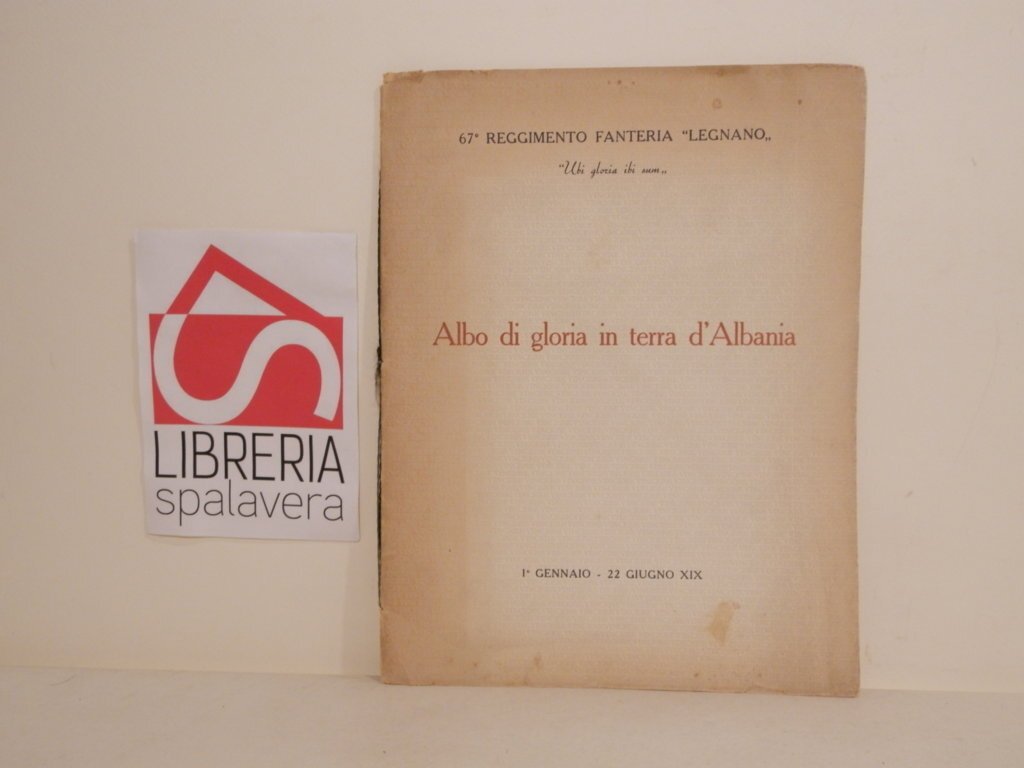 67° REGGIMENTO FANTERIA “LEGNANO„
“Ubi gloria ibi sum„
Albo di gloria in terra d'Albania
1° GENNAIO - 22 GIUGNO XIX
LIBRERIA
spalavera